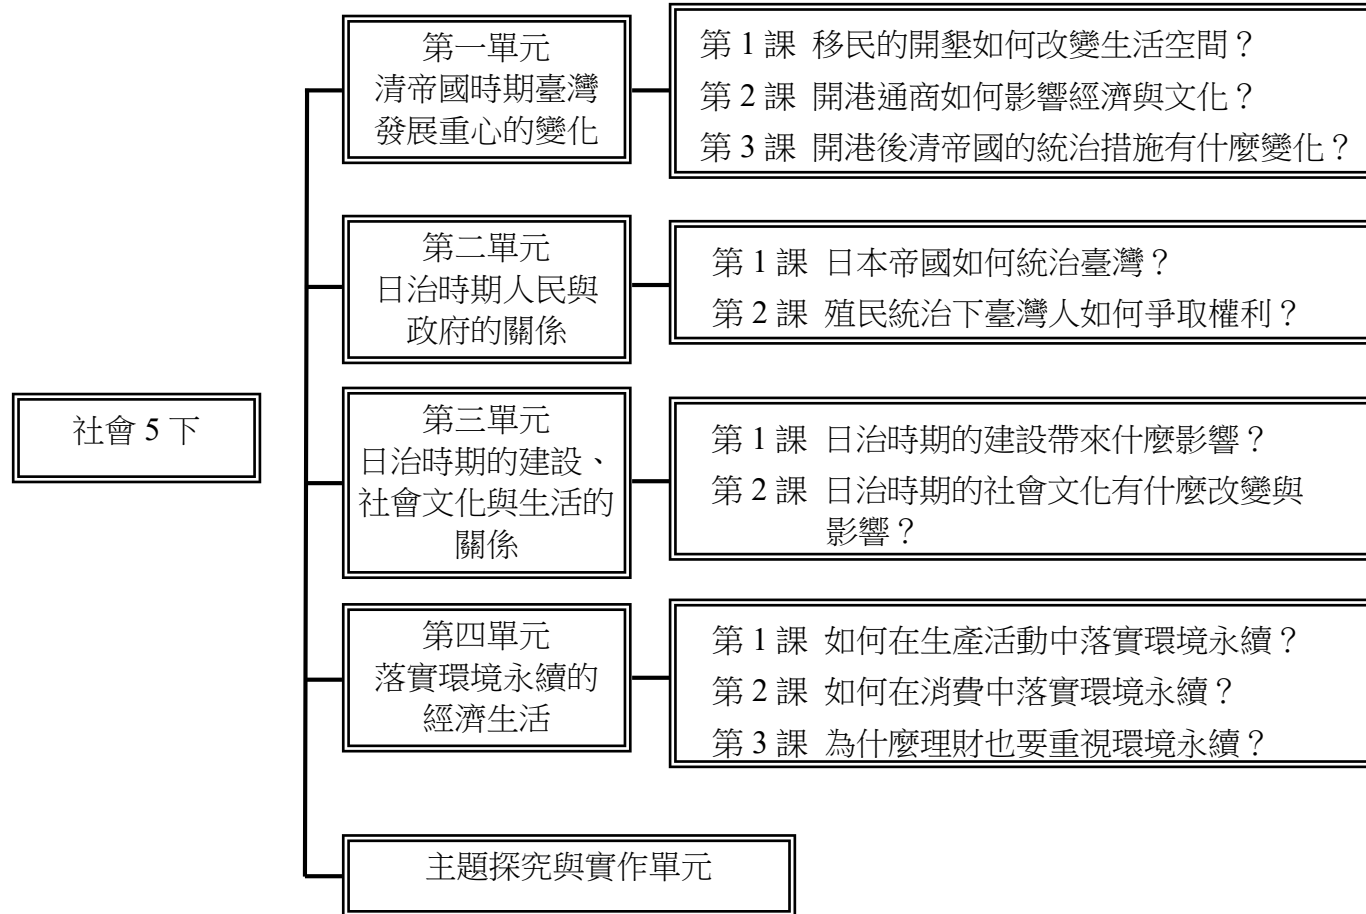 社會 5 下
第一單元
清帝國時期臺灣
發展重心的變化
第 1 課 移民的開墾如何改變生活空間？
第 2 課 開港通商如何影響經濟與文化？
第 3 課 開港後清帝國的統治措施有什麼變化？
第二單元
日治時期人民與
政府的關係
第 1 課 日本帝國如何統治臺灣？
第 2 課 殖民統治下臺灣人如何爭取權利？
第三單元
日治時期的建設、
社會文化與生活的
關係
第 1 課 日治時期的建設帶來什麼影響？
第 2 課 日治時期的社會文化有什麼改變與
影響？
第四單元
落實環境永續的
經濟生活
第 1 課 如何在生產活動中落實環境永續？
第 2 課 如何在消費中落實環境永續？
第 3 課 為什麼理財也要重視環境永續？
主題探究與實作單元